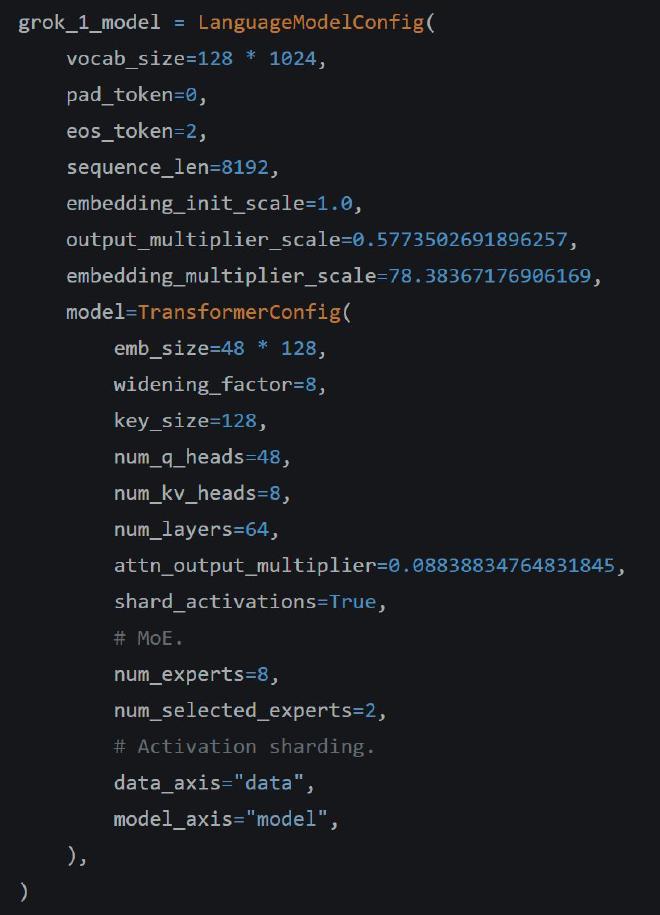 grok_1_model = LanguageModelConfig(
    vocab_size=128 * 1024,
    pad_token=0,
    eos_token=2,
    sequence_len=8192,
    embedding_init_scale=1.0,
    output_multiplier_scale=0.5773502691896257,
    embedding_multiplier_scale=78.38367176906169,
    model=TransformerConfig(
        emb_size=48 * 128,
        widening_factor=8,
        key_size=128,
        num_q_heads=48,
        num_kv_heads=8,
        num_layers=64,
        attn_output_multiplier=0.08838834764831845,
        shard_activations=True,
        # MoE.
        num_experts=8,
        num_selected_experts=2,
        # Activation sharding.
        data_axis="data",
        model_axis="model",
    ),
)